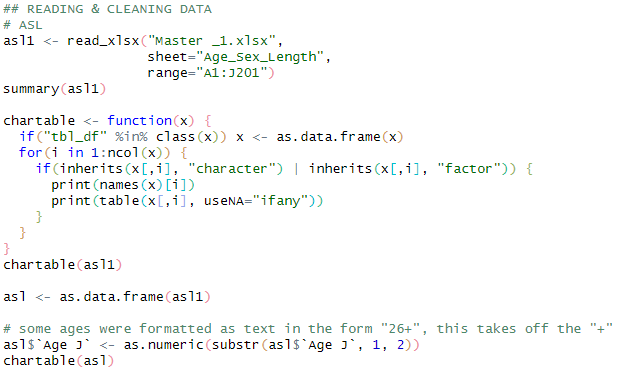 ## READING & CLEANING DATA
# ASL
asl1 <- read_xlsx("Master _1.xlsx",
                  sheet="Age_Sex_Length",
                  range="A1:J201")
summary(asl1)

chartable <- function(x) {
  if("tbl_df" %in% class(x)) x <- as.data.frame(x)
  for(i in 1:ncol(x)) {
    if(inherits(x[,i], "character") | inherits(x[,i], "factor")) {
      print(names(x)[i])
      print(table(x[,i], useNA="ifany"))
    }
  }
}
chartable(asl1)

asl <- as.data.frame(asl1)

# some ages were formatted as text in the form "26+", this takes off the "+"
asl$`Age J` <- as.numeric(substr(asl$`Age J`, 1, 2))
chartable(asl)